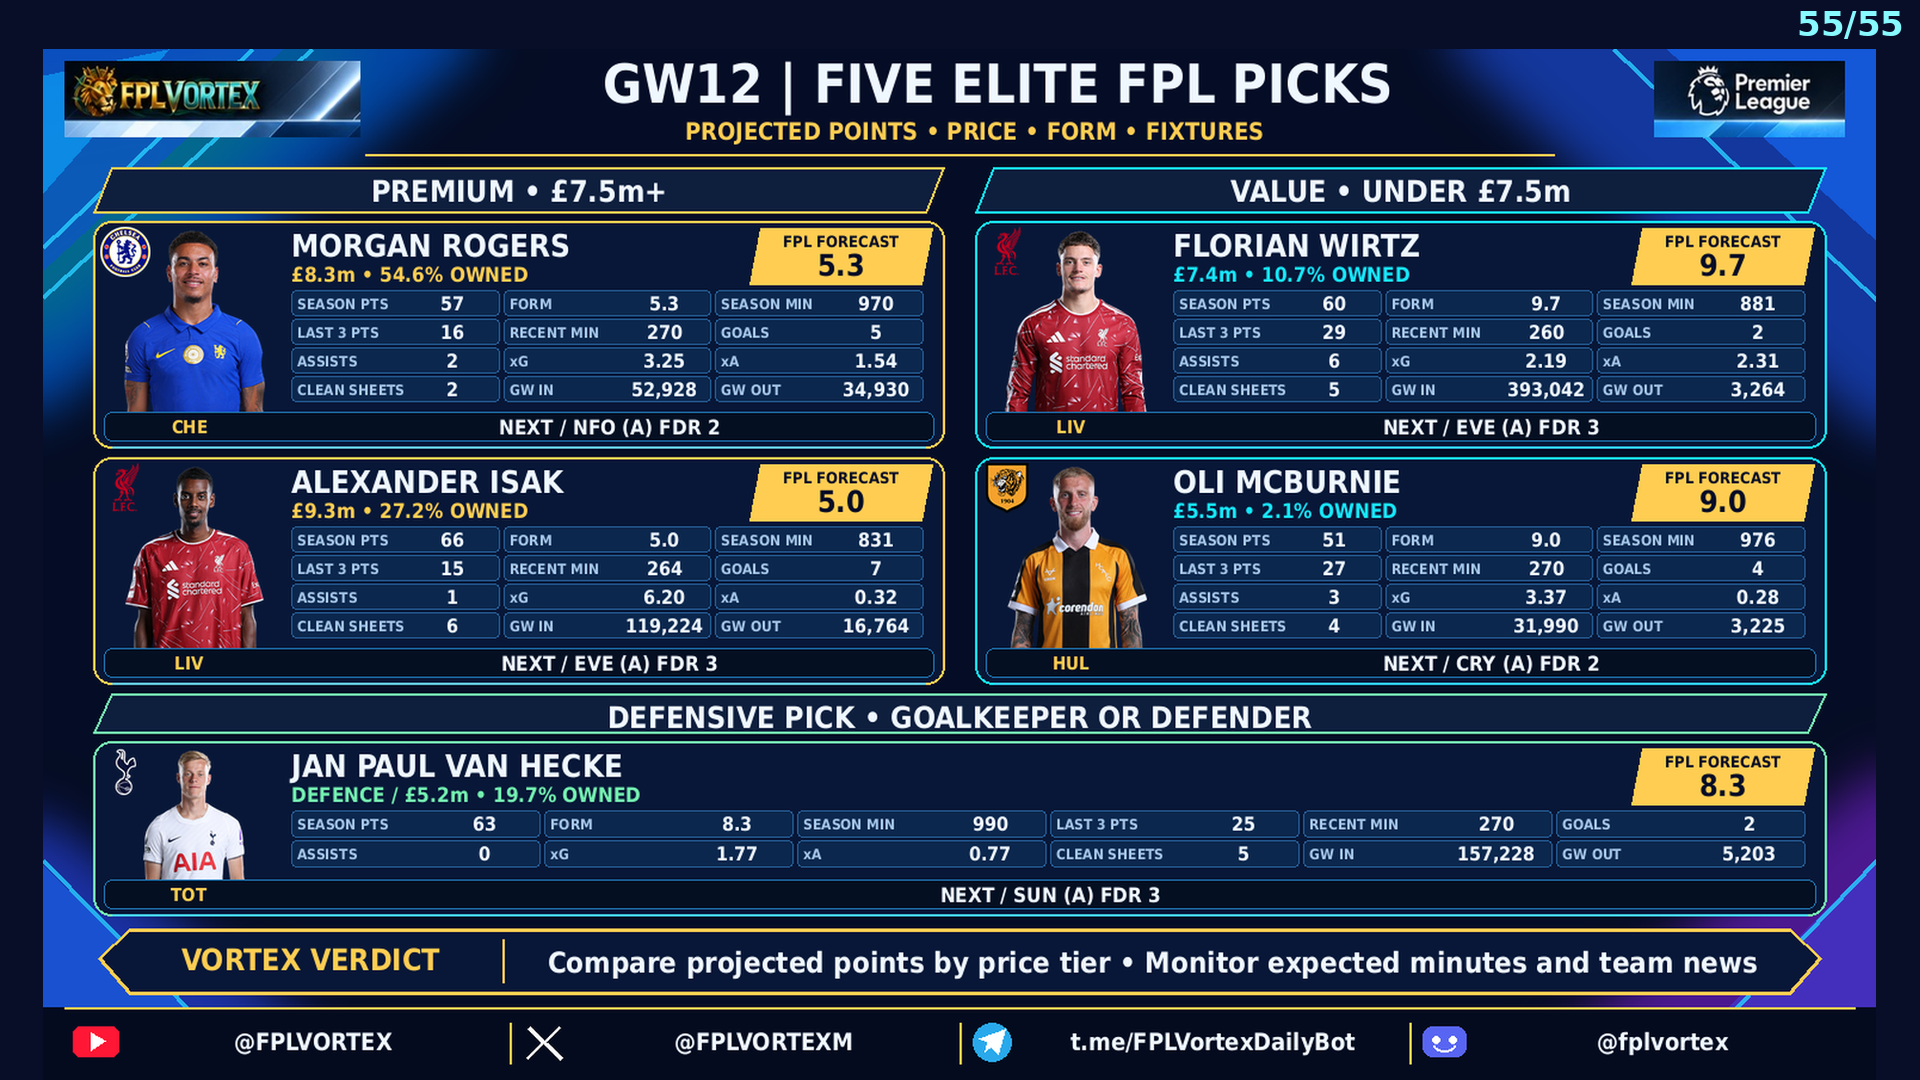 55/55
FPLVORTEX
GW12 | FIVE ELITE FPL PICKS
PROJECTED POINTS • PRICE • FORM • FIXTURES
Premier League
PREMIUM • £7.5m+
MORGAN ROGERS
£8.3m • 54.6% OWNED
FPL FORECAST
5.3
SEASON PTS 57 FORM 5.3 SEASON MIN 970
LAST 3 PTS 16 RECENT MIN 270 GOALS 5
ASSISTS 2 xG 3.25 xA 1.54
CLEAN SHEETS 2 GW IN 52,928 GW OUT 34,930
CHE NEXT / NFO (A) FDR 2
ALEXANDER ISAK
£9.3m • 27.2% OWNED
FPL FORECAST
5.0
SEASON PTS 66 FORM 5.0 SEASON MIN 831
LAST 3 PTS 15 RECENT MIN 264 GOALS 7
ASSISTS 1 xG 6.20 xA 0.32
CLEAN SHEETS 6 GW IN 119,224 GW OUT 16,764
LIV NEXT / EVE (A) FDR 3
VALUE • UNDER £7.5m
FLORIAN WIRTZ
£7.4m • 10.7% OWNED
FPL FORECAST
9.7
SEASON PTS 60 FORM 9.7 SEASON MIN 881
LAST 3 PTS 29 RECENT MIN 260 GOALS 2
ASSISTS 6 xG 2.19 xA 2.31
CLEAN SHEETS 5 GW IN 393,042 GW OUT 3,264
LIV NEXT / EVE (A) FDR 3
OLI MCBURNIE
£5.5m • 2.1% OWNED
FPL FORECAST
9.0
SEASON PTS 51 FORM 9.0 SEASON MIN 976
LAST 3 PTS 27 RECENT MIN 270 GOALS 4
ASSISTS 3 xG 3.37 xA 0.28
CLEAN SHEETS 4 GW IN 31,990 GW OUT 3,225
HUL NEXT / CRY (A) FDR 2
DEFENSIVE PICK • GOALKEEPER OR DEFENDER
JAN PAUL VAN HECKE
DEFENCE / £5.2m • 19.7% OWNED
FPL FORECAST
8.3
SEASON PTS 63 FORM 8.3 SEASON MIN 990 LAST 3 PTS 25 RECENT MIN 270 GOALS 2
ASSISTS 0 xG 1.77 xA 0.77 CLEAN SHEETS 5 GW IN 157,228 GW OUT 5,203
AIA
TOT NEXT / SUN (A) FDR 3
VORTEX VERDICT Compare projected points by price tier • Monitor expected minutes and team news
@FPLVORTEX @FPLVORTEXM t.me/FPLVortexDailyBot @fplvortex